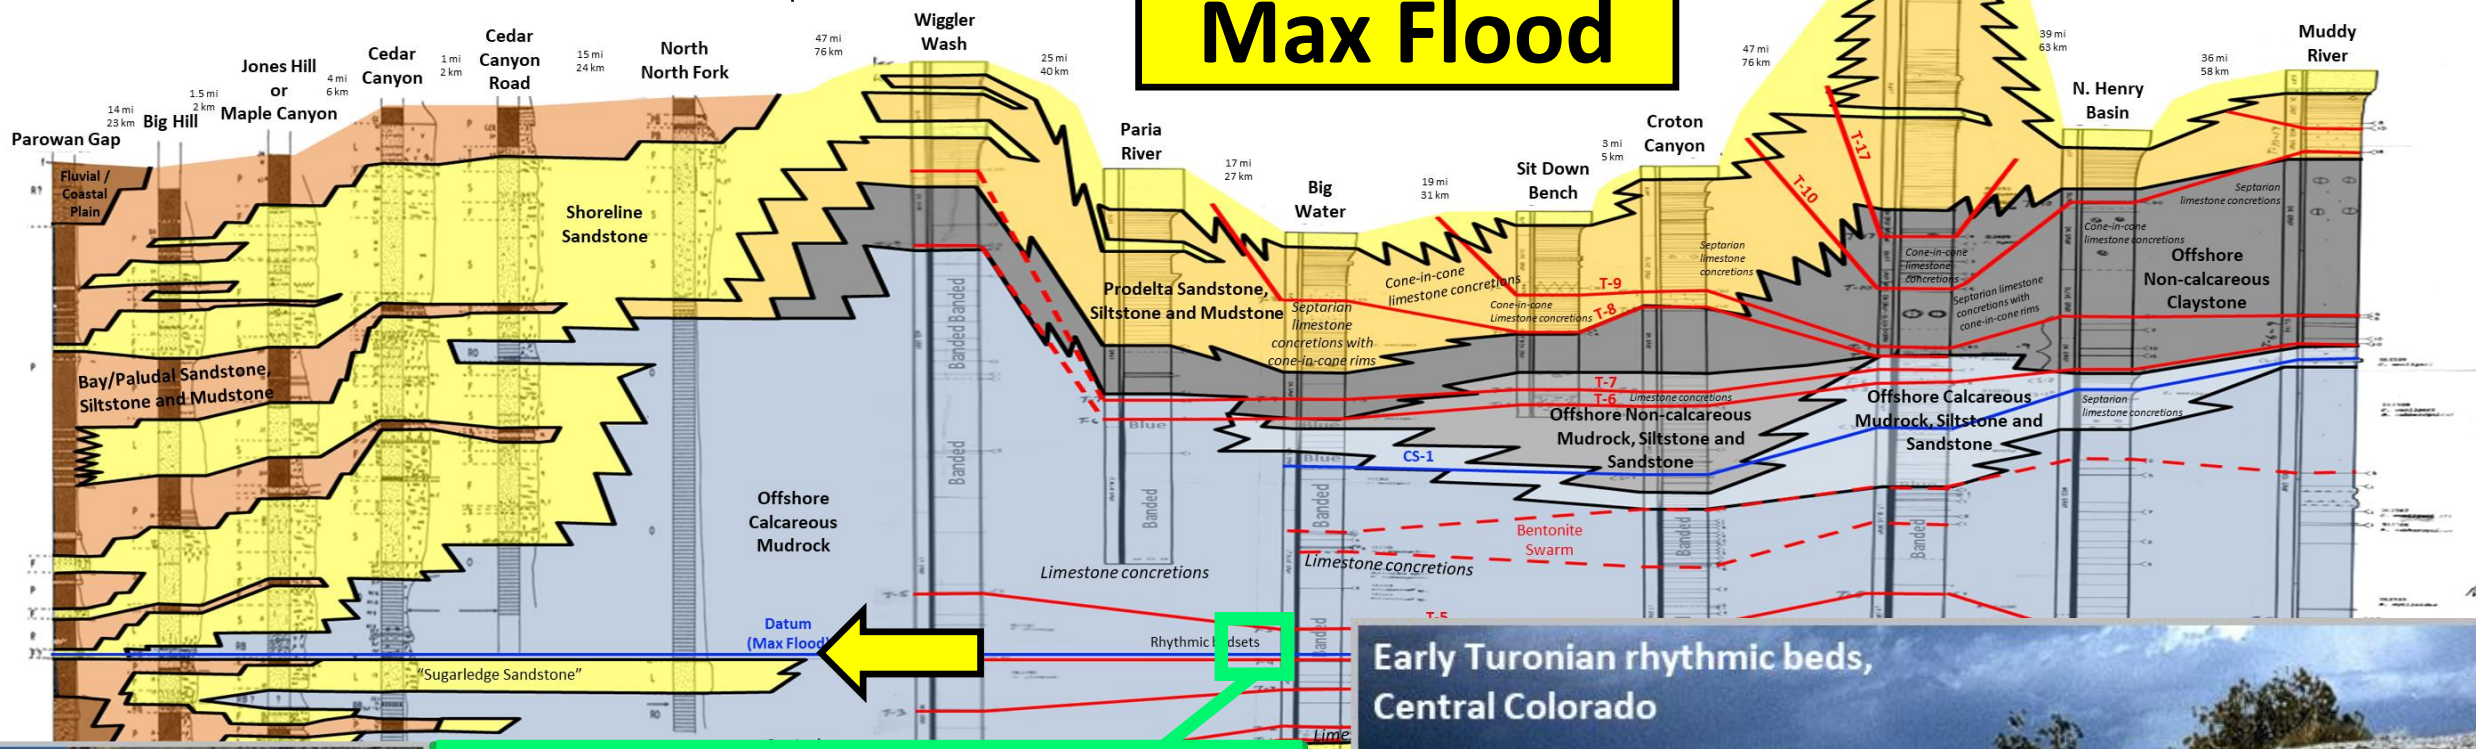 Max Flood
Parowan Gap
14 mi
23 km
Big Hill
1.5 mi
2 km
Jones Hill
or
Maple Canyon
4 mi
6 km
Cedar
Canyon
1 mi
2 km
Cedar
Canyon
Road
15 mi
24 km
North
North Fork
47 mi
76 km
Wiggler
Wash
25 mi
40 km
Paria
River
17 mi
27 km
Big
Water
19 mi
31 km
Sit Down
Bench
3 mi
5 km
Croton
Canyon
47 mi
76 km
39 mi
63 km
N. Henry
Basin
36 mi
58 km
Muddy
River
Fluvial /
Coastal
Plain
Shoreline
Sandstone
Bay/Paludal Sandstone,
Siltstone and Mudstone
Offshore
Calcareous
Mudrock
Prodelta Sandstone,
Siltstone and Mudstone
Septarian
limestone
concretions with
cone-in-cone rims
Cone-in-cone
limestone concretions
Cone-in-cone
Limestone concretions
Septarian
limestone
concretions
T-9
T-8
T-7
T-6
T-10
T-17
Limestone concretions
Offshore Non-calcareous
Mudrock, Siltstone and
Sandstone
Cone-in-cone
limestone
concretions
Septarian limestone
concretions with
cone-in-cone rims
Cone-in-cone
limestone concretions
Septarian
limestone concretions
Offshore
Non-calcareous
Claystone
Offshore Calcareous
Mudrock, Siltstone and
Sandstone
Septarian
limestone concretions
CS-1
Bentonite
Swarm
Limestone concretions
Limestone concretions
Banded
Banded Banded
Banded
Banded
Banded
Banded
Banded
Blue
Blue
Blue
Blue
T-5
T-3
Datum
(Max Flood)
Rhythmic bedsets
"Sugarledge Sandstone"
Lime
Early Turonian rhythmic beds,
Central Colorado